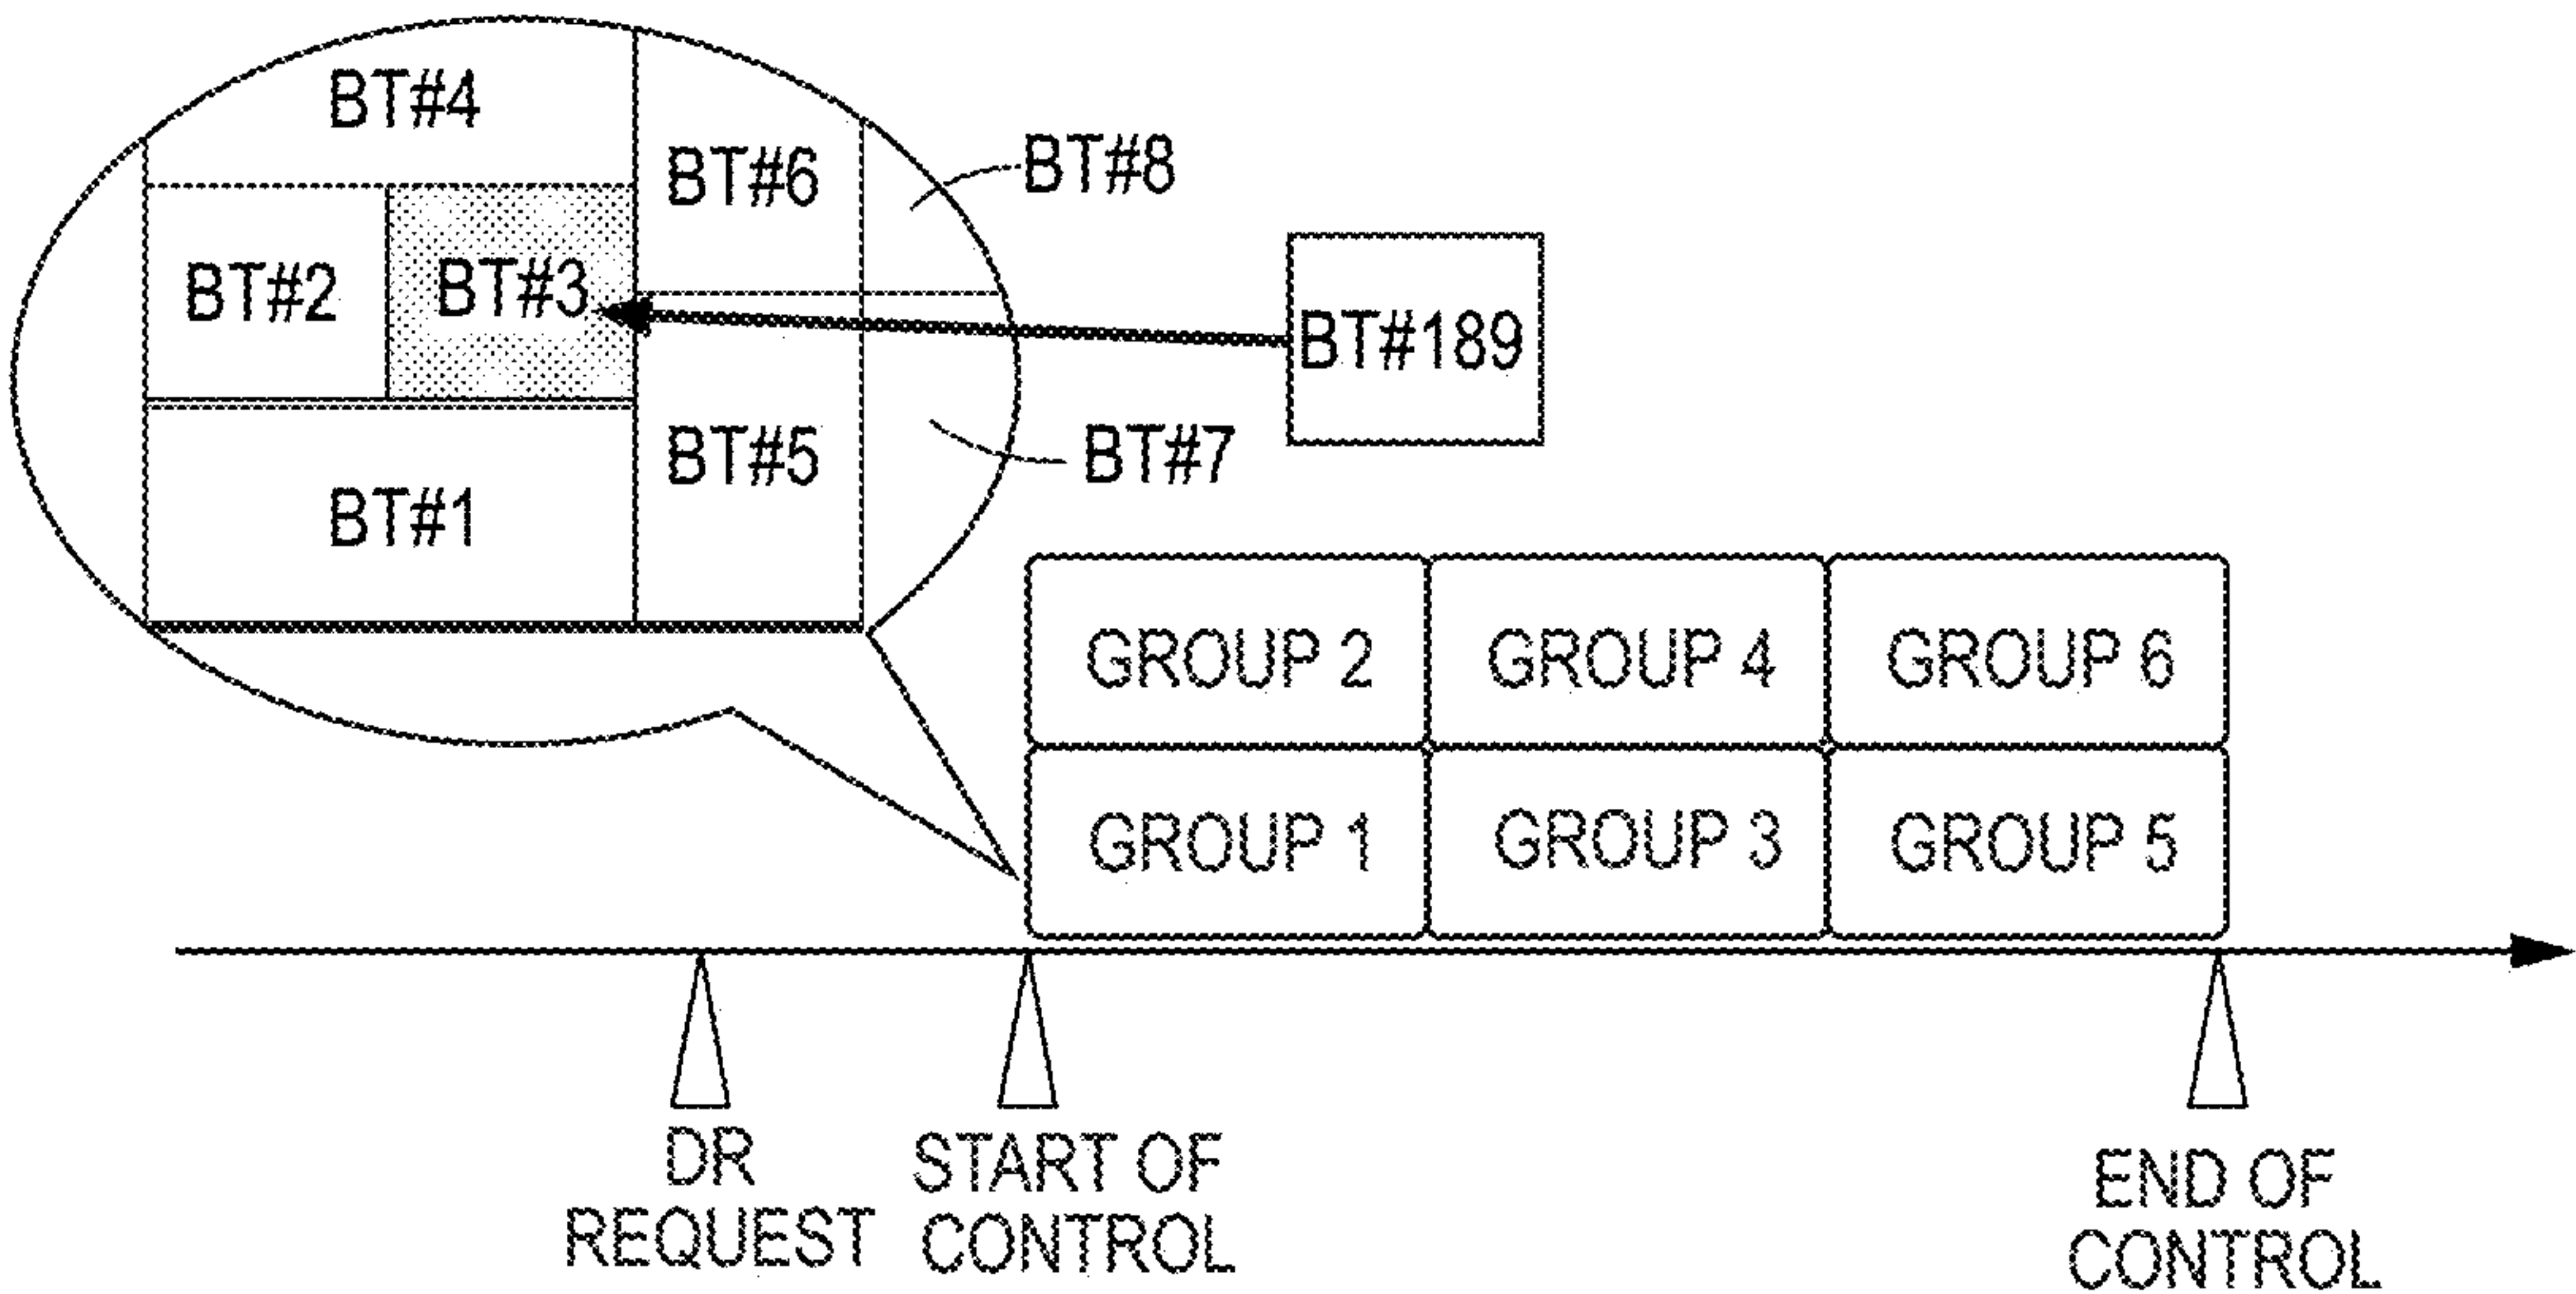 BT#4
BT#6
BT#8
BT#2
BT#3
BT#189
BT#5
BT#7
BT#1
GROUP 2
GROUP 4
GROUP 6
GROUP 1
GROUP 3
GROUP 5
DR
REQUEST
START OF
CONTROL
END OF
CONTROL